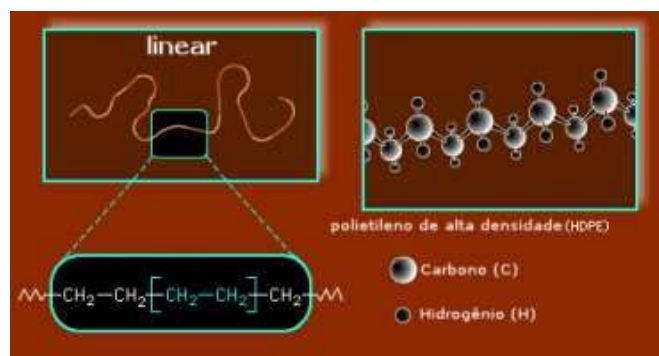 linear
polietileno de alta densidade (HDPE)
Carbono (C)
Hidrogênio (H)
CH₂-CH₂[CH₂-CH₂]CH₂